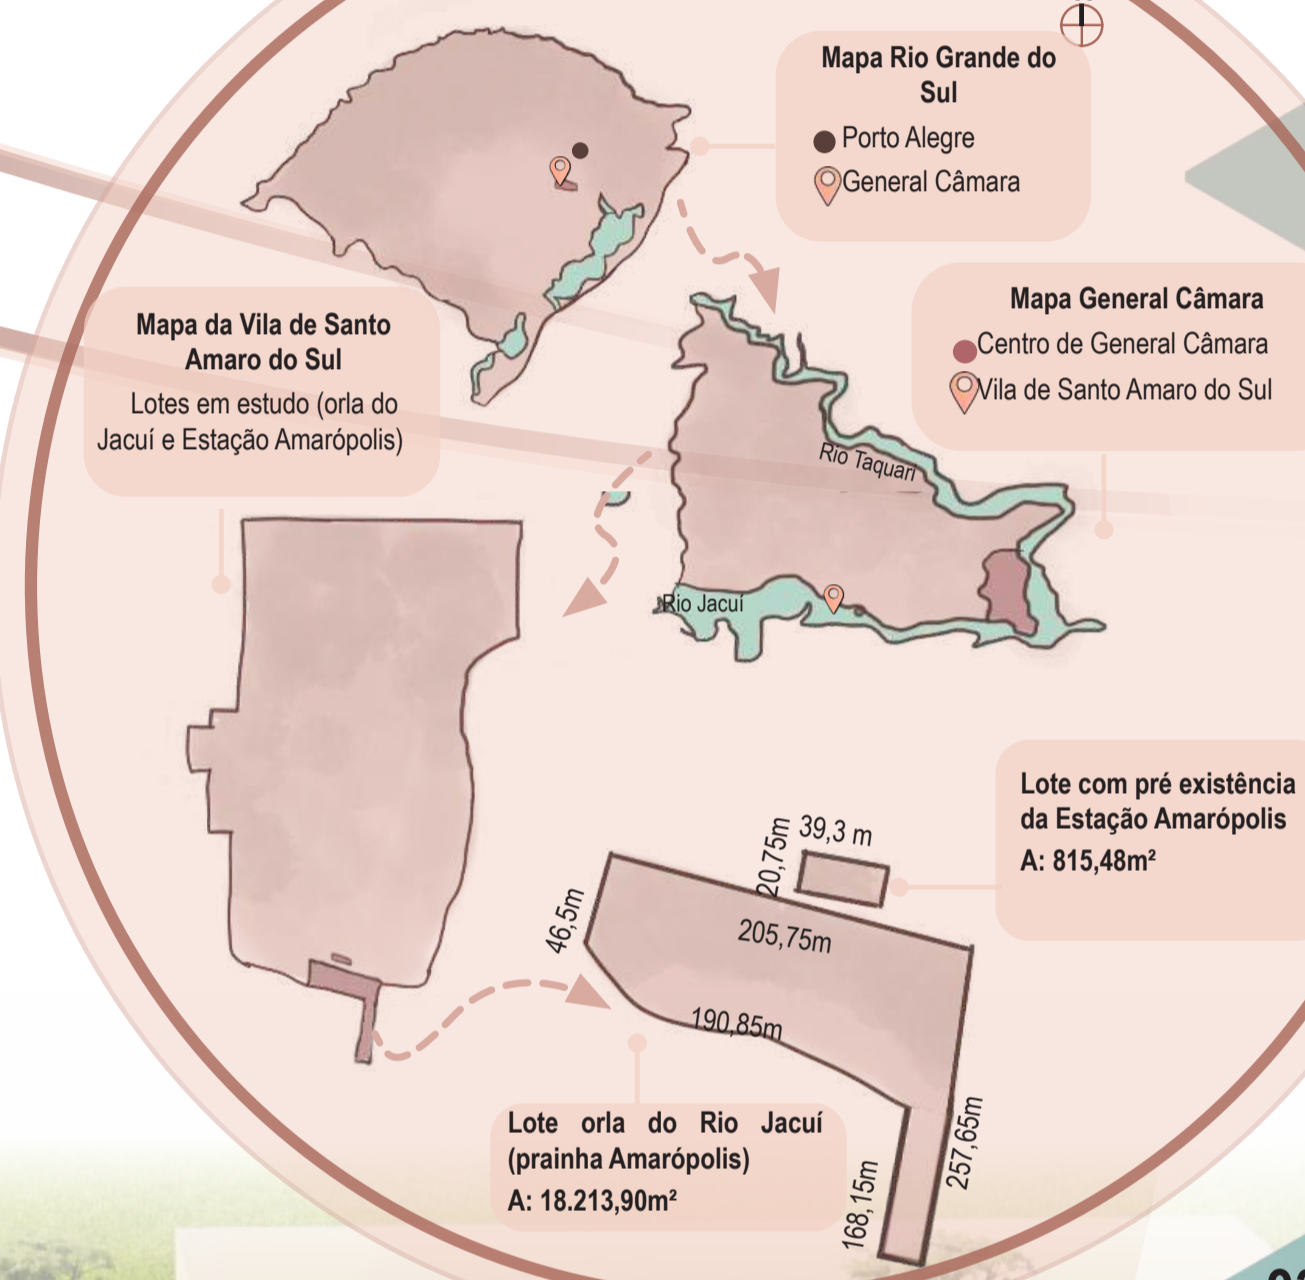 Mapa Rio Grande do
Sul
Porto Alegre
General Câmara
Mapa General Câmara
Centro de General Câmara
Vila de Santo Amaro do Sul
Mapa da Vila de Santo
Amaro do Sul
Lotes em estudo (orla do
Jacuí e Estação Amarópolis)
Rio Taquari
Rio Jacuí
Lote com pré existência
da Estação Amarópolis
A: 815,48m²
39,3 m
20,75m
46,5m
205,75m
190,85m
257,65m
168,15m
Lote orla do Rio Jacuí
(prainha Amarópolis)
A: 18.213,90m²